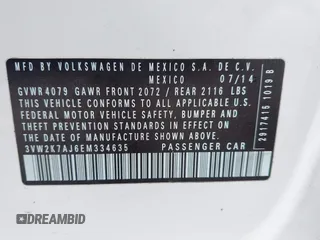 MFD BY VOLKSWAGEN DE MEXICO S.A. DE C.V.
MEXICO 07/14
GVWR4079 GAWR FRONT 2072 / REAR 2116 LBS
THIS VEHICLE CONFORMS TO ALL APPLICABLE U.S.
FEDERAL MOTOR VEHICLE SAFETY, BUMPER, AND
THEFT PREVENTION STANDARDS IN EFFECT ON THE
DATE OF MANUFACTURE SHOWN ABOVE.
3VW2K7AJ6EM334635 PASSENGER CAR
2917416 1019 B
DREAMBID